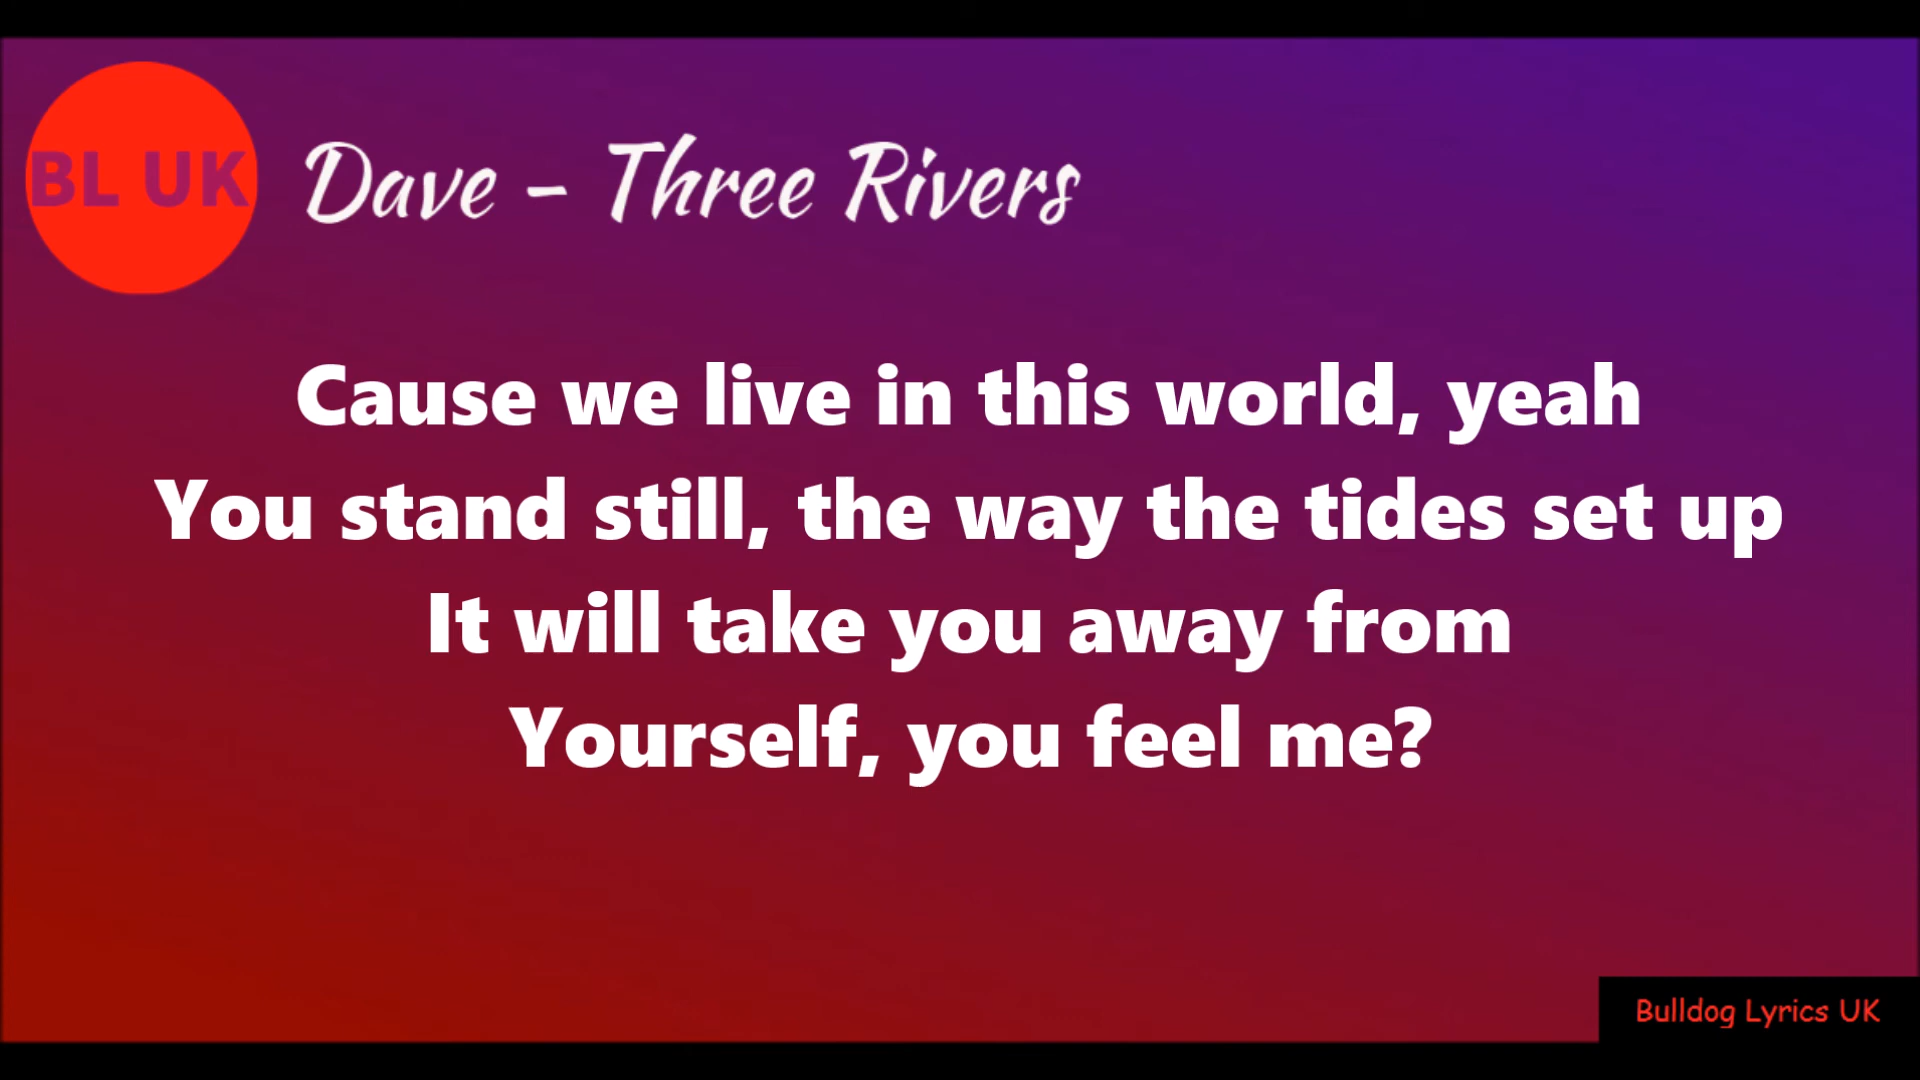 BL UK
Dave - Three Rivers
Cause we live in this world, yeah
You stand still, the way the tides set up
It will take you away from
Yourself, you feel me?
Bulldog Lyrics UK